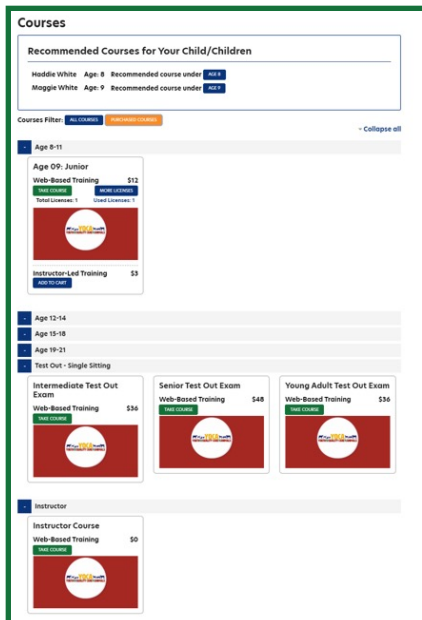 Courses
Recommended Courses for Your Child/Children
Haddie White Age: 8 Recommended course under AGE 8
Maggie White Age: 9 Recommended course under AGE 9
Courses Filter: ALL COURSES PURCHASED COURSES
- Collapse all
- Age 8-11
Age 09: Junior
Web-Based Training $12
TAKE COURSE MORE LICENSES
Total Licenses: 1 Used Licenses: 1
YQCA
Instructor-Led Training $3
ADD TO CART
- Age 12-14
- Age 15-18
- Age 19-21
- Test Out - Single Sitting
Intermediate Test Out Exam
Web-Based Training $36
TAKE COURSE
YQCA
Senior Test Out Exam
Web-Based Training $48
TAKE COURSE
YQCA
Young Adult Test Out Exam
Web-Based Training $36
TAKE COURSE
YQCA
- Instructor
Instructor Course
Web-Based Training $0
TAKE COURSE
YQCA